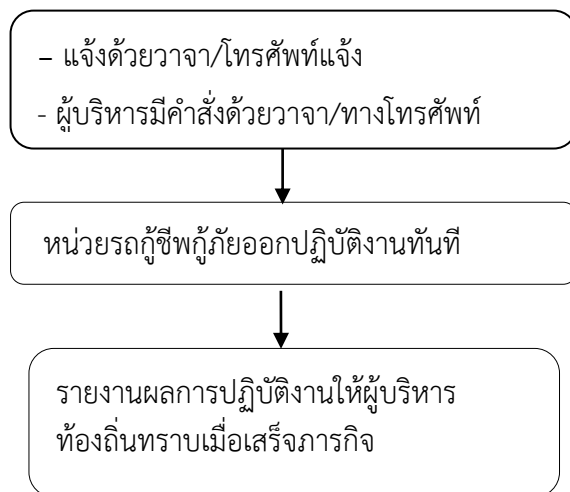 – แจ้งด้วยวาจา/โทรศัพท์แจ้ง
- ผู้บริหารมีคำสั่งด้วยวาจา/ทางโทรศัพท์
หน่วยรถกู้ชีพกู้ภัยออกปฏิบัติงานทันที
รายงานผลการปฏิบัติงานให้ผู้บริหาร
ท้องถิ่นทราบเมื่อเสร็จภารกิจ